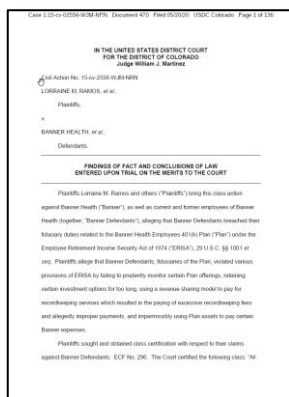 Case 1:15-cv-02556-WJM-NRN Document 470 Filed 05/20/20 USDC Colorado Page 1 of 136
IN THE UNITED STATES DISTRICT COURT
FOR THE DISTRICT OF COLORADO
Judge William J. Martinez
Civil Action No. 15-cv-2556-WJM-NRN
LORRAINE M. RAMOS, et al.,
Plaintiffs,
v.
BANNER HEALTH, et al.,
Defendants.
FINDINGS OF FACT AND CONCLUSIONS OF LAW
ENTERED UPON TRIAL ON THE MERITS TO THE COURT
Plaintiffs Lorraine M. Ramos and others ("Plaintiffs") bring this class action
against Banner Health ("Banner"), as well as current and former employees of Banner
Health (together, "Banner Defendants"), alleging that Banner Defendants breached their
fiduciary duties related to the Banner Health Employees 401(k) Plan ("Plan") under the
Employee Retirement Income Security Act of 1974 ("ERISA"), 29 U.S.C. §§ 1001 et
seq. Plaintiffs allege that Banner Defendants, fiduciaries of the Plan, violated various
provisions of ERISA by failing to prudently monitor certain Plan offerings, retaining
certain investment options for too long, using a revenue sharing model to pay for
recordkeeping services which resulted in the paying of excessive recordkeeping fees
and allegedly improper payments, and impermissibly using Plan assets to pay certain
Banner expenses.
Plaintiffs sought and obtained class certification with respect to their claims
against Banner Defendants. ECF No. 296. The Court certified the following class: "All